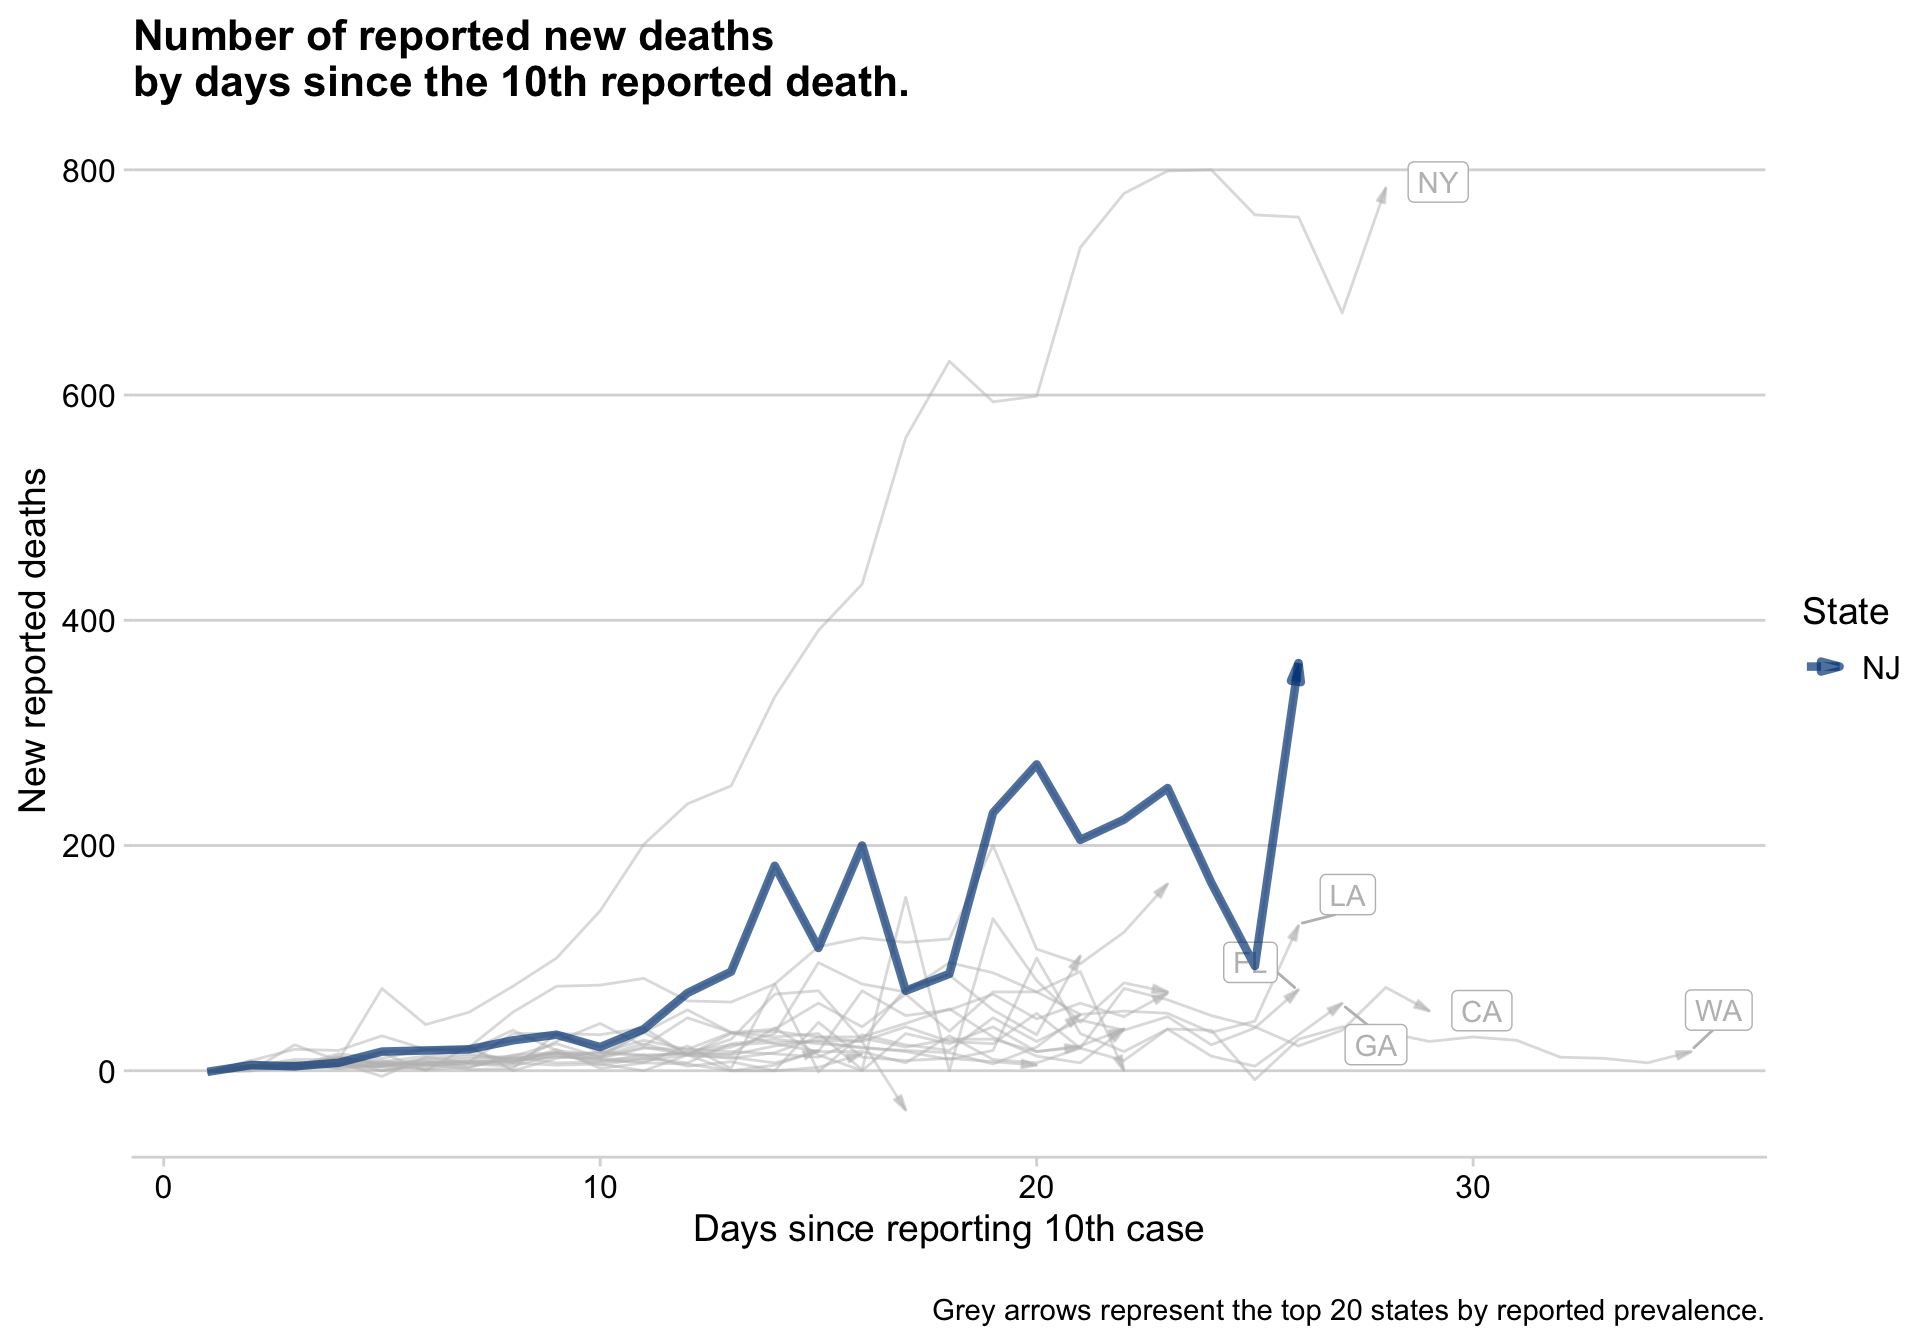 Number of reported new deaths
by days since the 10th reported death.
New reported deaths
800
600
400
200
0
NY
LA
FL
CA
WA
GA
State
NJ
0
10
20
30
Days since reporting 10th case
Grey arrows represent the top 20 states by reported prevalence.